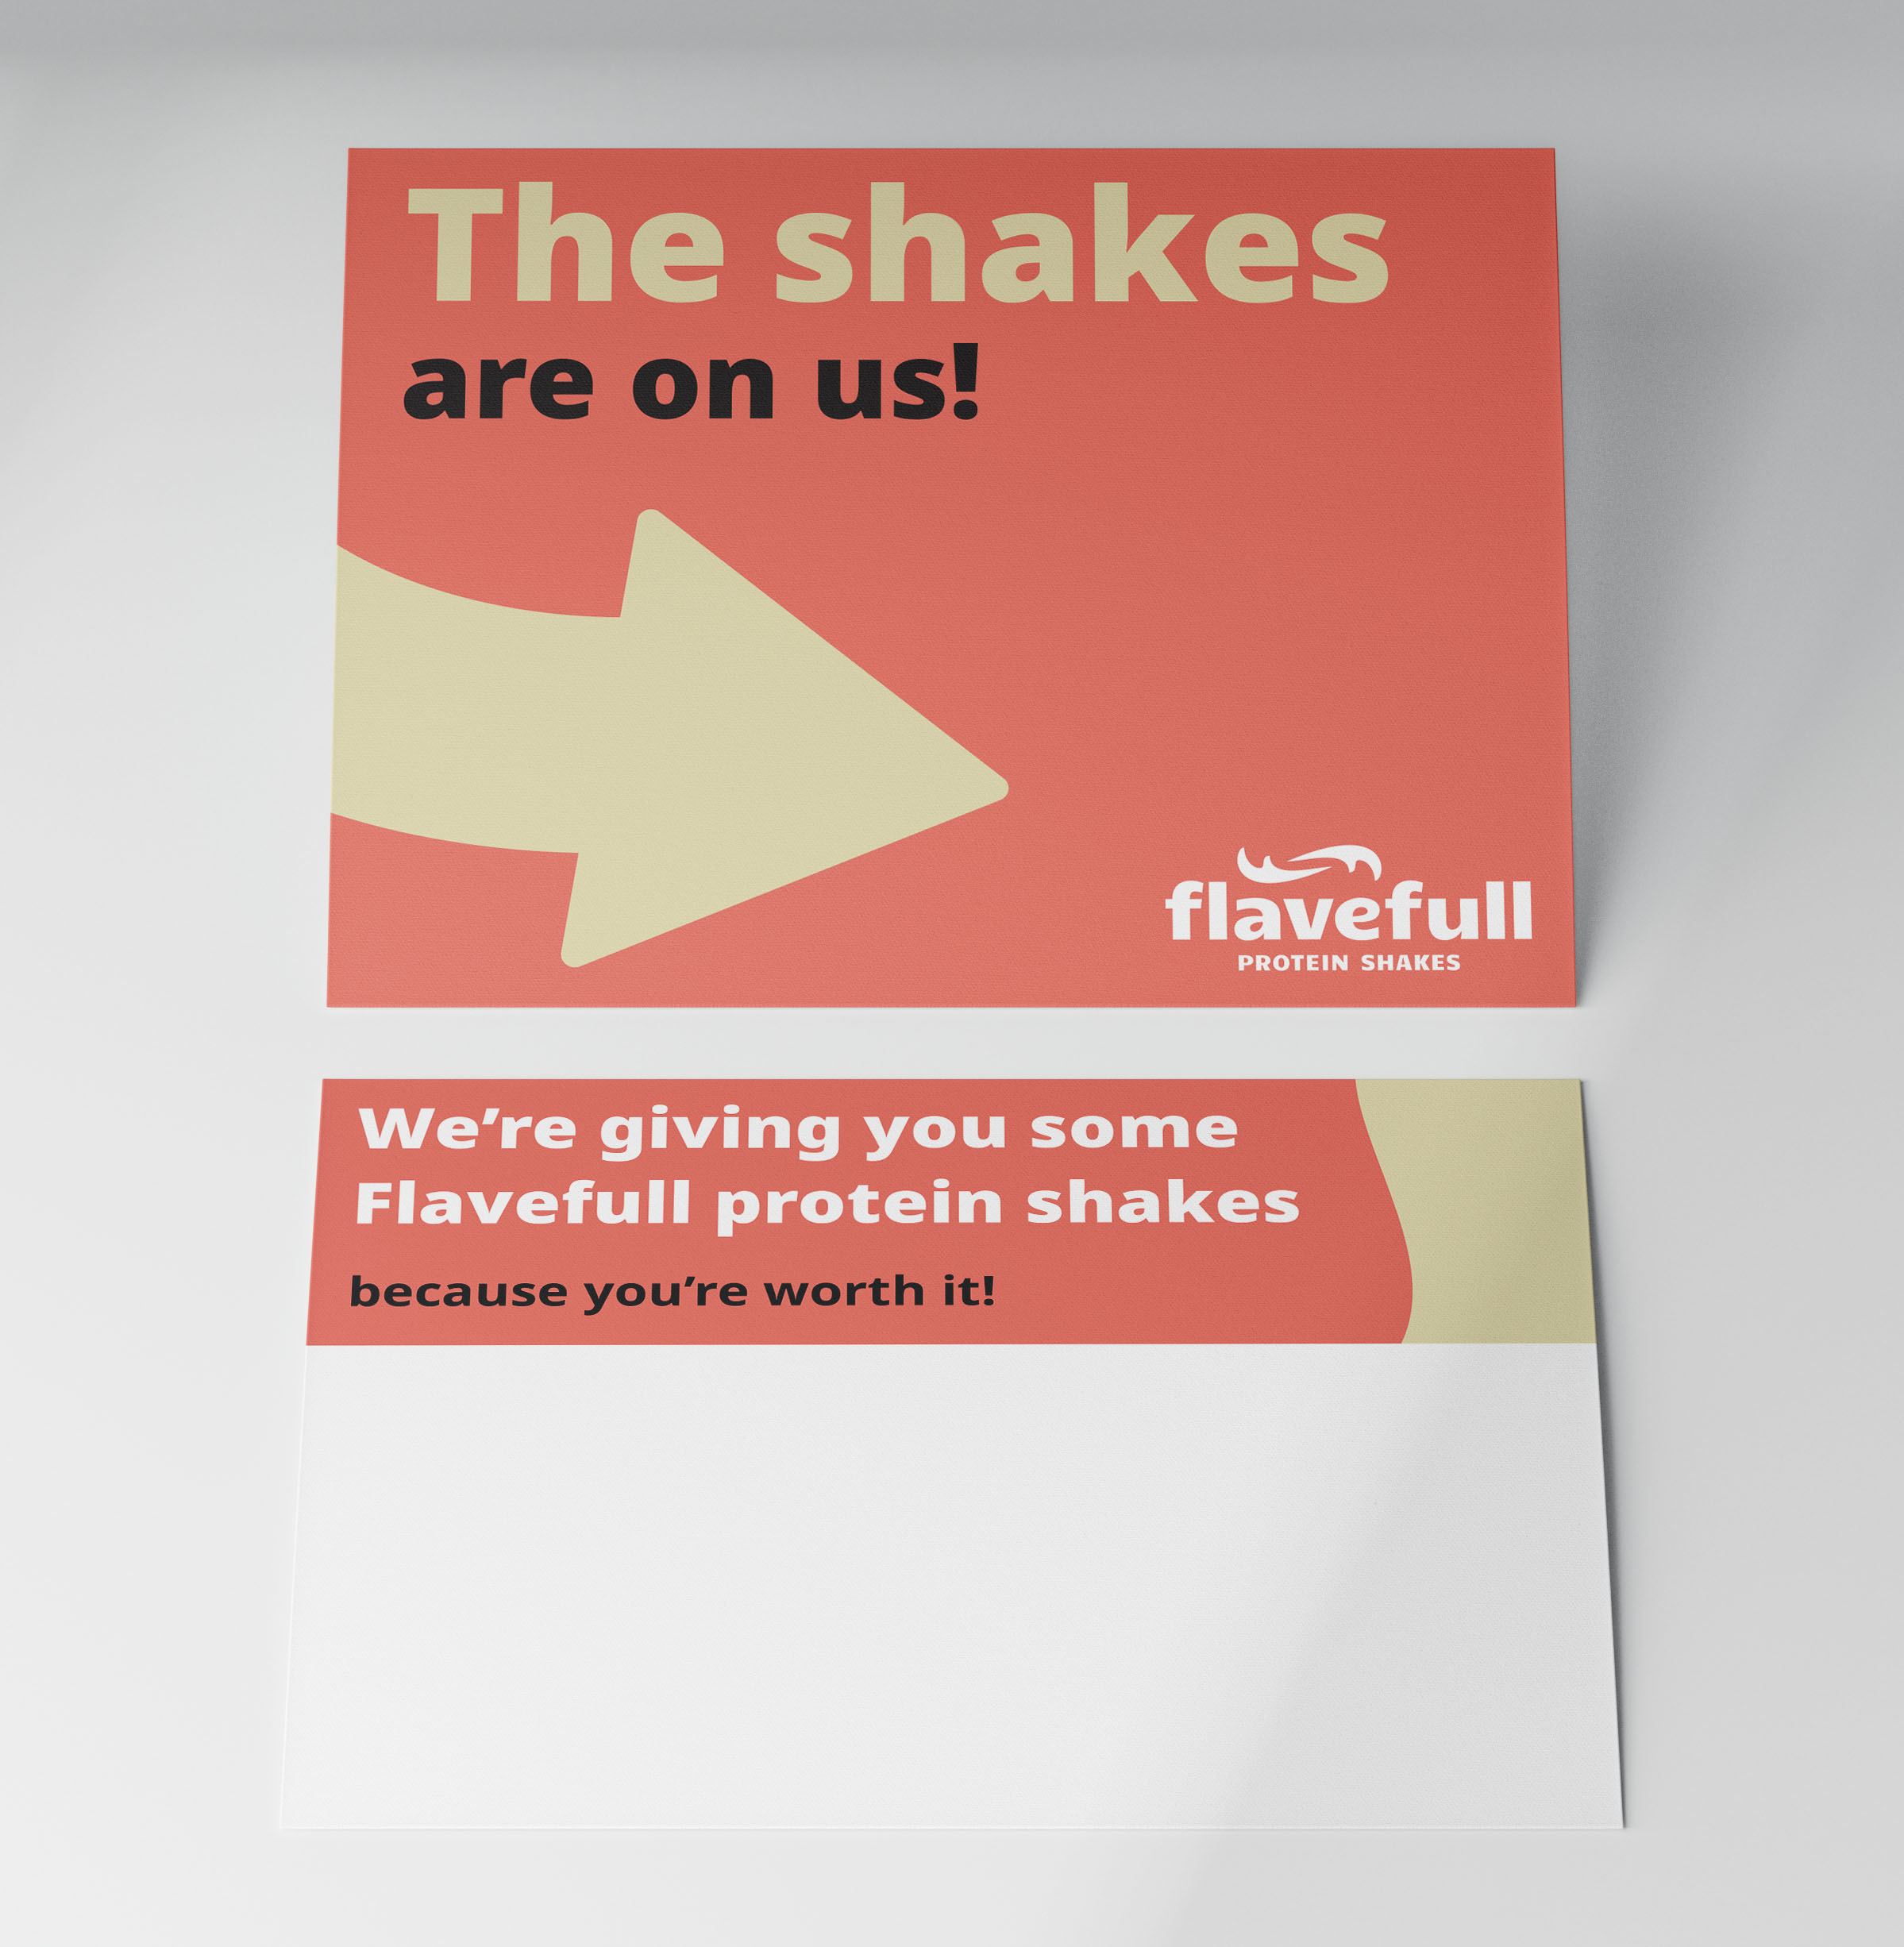 The shakes
are on us!
flavefull
PROTEIN SHAKES
We’re giving you some
Flavefull protein shakes
because you’re worth it!